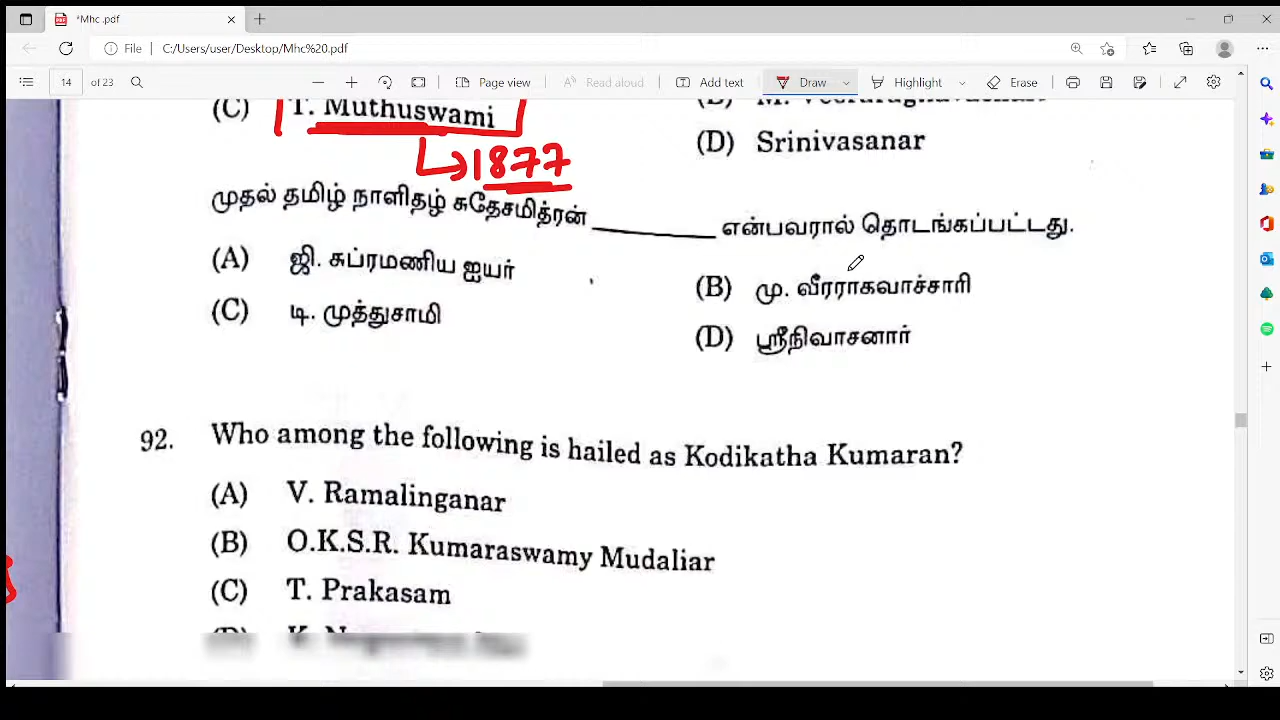 *Mhc .pdf
File | C:/Users/user/Desktop/Mhc%20.pdf
14 of 23 Page view Read aloud Add text Draw Highlight Erase
(C) T. Muthuswami
(D) Srinivasanar
1877
முதல் தமிழ் நாளிதழ் சுதேசமித்ரன் ________ என்பவரால் தொடங்கப்பட்டது.
(A) ஜி. சுப்ரமணிய ஐயர்
(B) மு. வீரராகவாச்சாரி
(C) டி. முத்துசாமி
(D) ஸ்ரீநிவாசனார்
92. Who among the following is hailed as Kodikatha Kumaran?
(A) V. Ramalinganar
(B) O.K.S.R. Kumaraswamy Mudaliar
(C) T. Prakasam